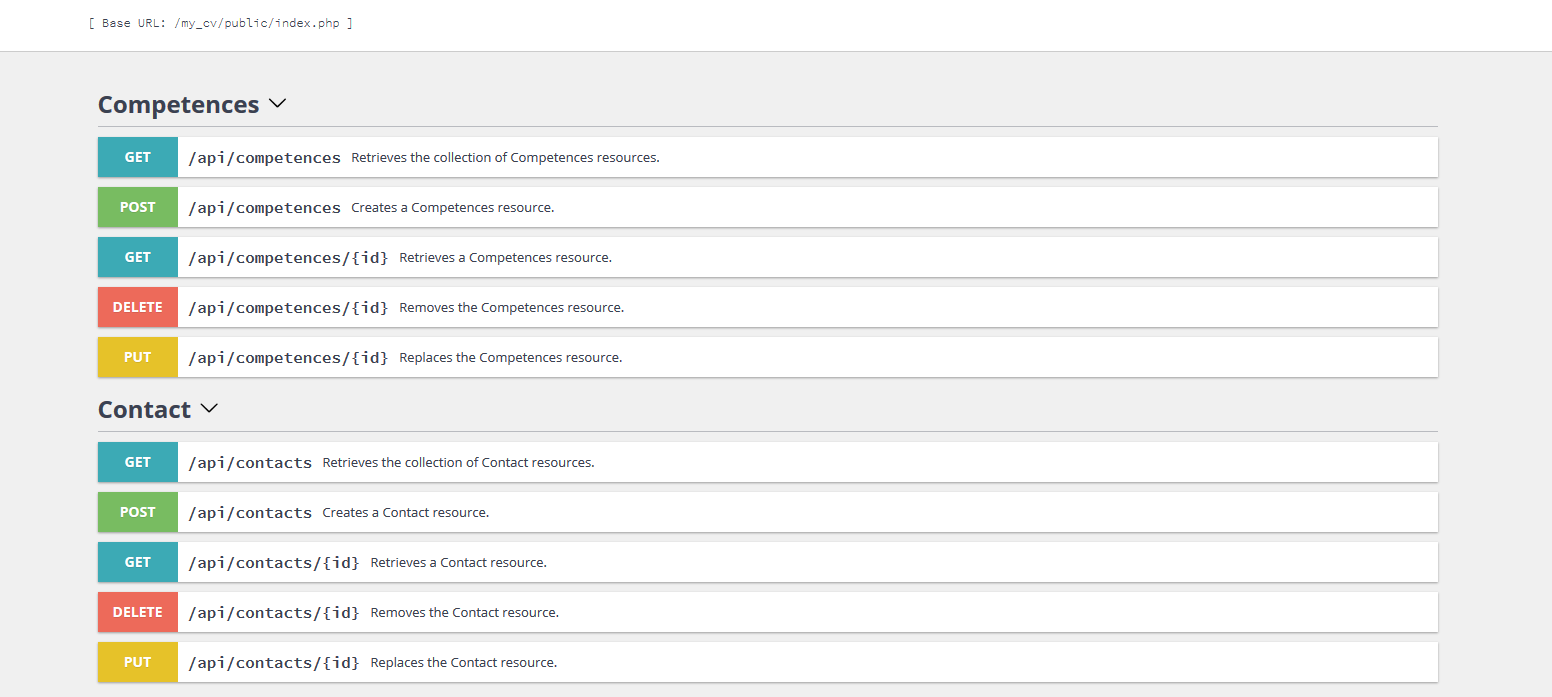 [ Base URL: /my_cv/public/index.php ]
Competences
GET /api/competences Retrieves the collection of Competences resources.
POST /api/competences Creates a Competences resource.
GET /api/competences/{id} Retrieves a Competences resource.
DELETE /api/competences/{id} Removes the Competences resource.
PUT /api/competences/{id} Replaces the Competences resource.
Contact
GET /api/contacts Retrieves the collection of Contact resources.
POST /api/contacts Creates a Contact resource.
GET /api/contacts/{id} Retrieves a Contact resource.
DELETE /api/contacts/{id} Removes the Contact resource.
PUT /api/contacts/{id} Replaces the Contact resource.